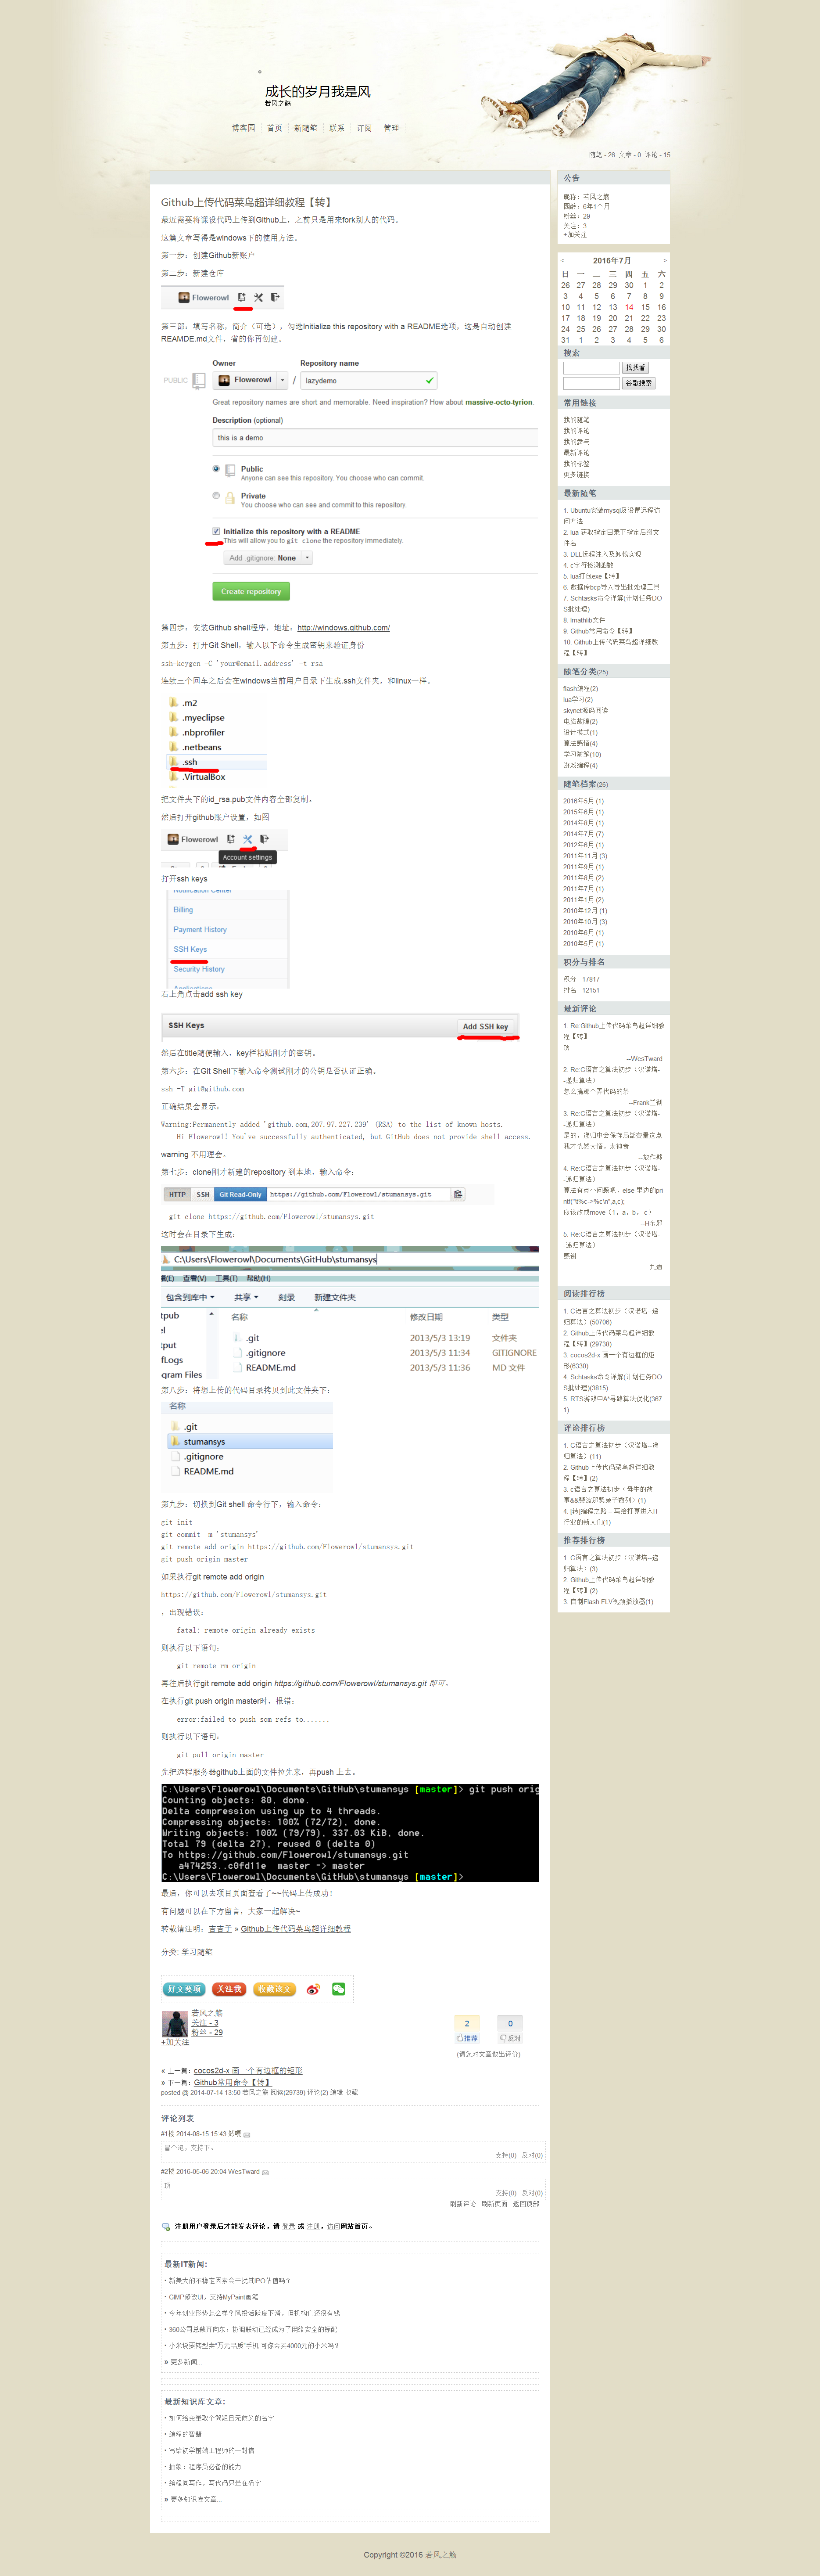 成长的岁月我是风
若风之觞
博客园 首页 新随笔 联系 订阅 管理
随笔 - 26 文章 - 0 评论 - 15
Github上传代码菜鸟超详细教程【转】
最近需要将课设代码上传到Github上，之前只是用来fork别人的代码。
这篇文章写得是windows下的使用方法。
第一步：创建Github新账户
第二步：新建仓库
Flowerowl
第三部：填写名称，简介（可选），勾选Initialize this repository with a README选项，这是自动创建
REAMDE.md文件，省的你再创建。
Owner Repository name
PUBLIC Flowerowl / lazydemo
Great repository names are short and memorable. Need inspiration? How about massive-octo-tyrion.
Description (optional)
this is a demo
Public
Anyone can see this repository. You choose who can commit.
Private
You choose who can see and commit to this repository.
Initialize this repository with a README
This will allow you to git clone the repository immediately.
Add .gitignore: None
Create repository
第四步：安装Github shell程序，地址：http://windows.github.com/
第五步：打开Git Shell，输入以下命令生成密钥来验证身份
ssh-keygen -C 'your@email.address' -t rsa
连续三个回车之后会在windows当前用户目录下生成.ssh文件夹，和linux一样。
.m2
.myeclipse
.nbprofiler
.netbeans
.ssh
.VirtualBox
把文件夹下的id_rsa.pub文件内容全部复制。
然后打开github账户设置，如图
Flowerowl
Account settings
打开ssh keys
Notification Center
Billing
Payment History
SSH Keys
Security History
Applications
右上角点击add ssh key
SSH Keys Add SSH key
然后在title随便输入，key栏粘贴刚才的密钥。
第六步：在Git Shell下输入命令测试刚才的公钥是否认证正确。
ssh -T git@github.com
正确结果会显示：
Warning:Permanently added 'github.com,207.97.227.239' (RSA) to the list of known hosts.
Hi Flowerowl! You've successfully authenticated, but GitHub does not provide shell access.
warning 不用理会。
第七步：clone刚才新建的repository 到本地，输入命令：
HTTP SSH Git Read-Only https://github.com/Flowerowl/stumansys.git
git clone https://github.com/Flowerowl/stumansys.git
这时会在目录下生成：
C:\Users\Flowerowl\Documents\GitHub\stumansys
编辑(E) 查看(V) 工具(T) 帮助(H)
包含到库中 共享 刻录 新建文件夹
名称 修改日期 类型
.git 2013/5/3 13:19 文件夹
.gitignore 2013/5/3 11:34 GITIGNORE
README.md 2013/5/3 11:36 MD 文件
第八步：将想上传的代码目录拷贝到此文件夹下：
名称
.git
stumansys
.gitignore
README.md
第九步：切换到Git shell 命令行下，输入命令：
git init
git commit -m 'stumansys'
git remote add origin https://github.com/Flowerowl/stumansys.git
git push origin master
如果执行git remote add origin
https://github.com/Flowerowl/stumansys.git
，出现错误：
fatal: remote origin already exists
则执行以下语句：
git remote rm origin
再往后执行git remote add origin https://github.com/Flowerowl/stumansys.git 即可。
在执行git push origin master时，报错：
error:failed to push som refs to.......
则执行以下语句：
git pull origin master
先把远程服务器github上面的文件拉先来，再push 上去。
C:\Users\Flowerowl\Documents\GitHub\stumansys [master]> git push orig
Counting objects: 80, done.
Delta compression using up to 4 threads.
Compressing objects: 100% (72/72), done.
Writing objects: 100% (79/79), 337.03 KiB, done.
Total 79 (delta 27), reused 0 (delta 0)
To https://github.com/Flowerowl/stumansys.git
a474253..c0fd11e master -> master
C:\Users\Flowerowl\Documents\GitHub\stumansys [master]>
最后，你可以去项目页面查看了~~代码上传成功！
有问题可以在下方留言，大家一起解决~
转载请注明：吉吉于 » Github上传代码菜鸟超详细教程
分类: 学习随笔
好文要顶 关注我 收藏该文
若风之觞
关注 - 3
粉丝 - 29
+加关注
2 推荐
0 反对
(请您对文章做出评价)
« 上一篇：cocos2d-x 画一个有边框的矩形
» 下一篇：Github常用命令【转】
posted @ 2014-07-14 13:50 若风之觞 阅读(29739) 评论(2) 编辑 收藏
评论列表
#2楼 2016-05-06 20:04 WesTward
顶
支持(0) 反对(0)
刷新评论 刷新页面 返回顶部
注册用户登录后才能发表评论，请 登录 或 注册，访问网站首页。
最新IT新闻:
· 新美大的不稳定因素会干扰其IPO估值吗？
· GIMP修改UI，支持MyPaint画笔
· 今年创业形势怎么样？风投活跃度下滑，但机构们还很有钱
· 360公司总裁齐向东：协调联动已经成为了网络安全的标配
· 小米说要转型卖“万元品质”手机 可你会买4000元的小米吗？
» 更多新闻...
最新知识库文章:
· 如何给变量取个简短且无歧义的名字
· 编程的智慧
· 写给初学前端工程师的一封信
· 抽象：程序员必备的能力
· 编程同写作，写代码只是在码字
» 更多知识库文章...
公告
昵称：若风之觞
园龄：6年1个月
粉丝：29
关注：3
+加关注
< 2016年7月 >
日 一 二 三 四 五 六
26 27 28 29 30 1 2
3 4 5 6 7 8 9
10 11 12 13 14 15 16
17 18 19 20 21 22 23
24 25 26 27 28 29 30
31 1 2 3 4 5 6
搜索
找找看
谷歌搜索
常用链接
我的随笔
我的评论
我的参与
最新评论
我的标签
更多链接
最新随笔
1. Ubuntu安装mysql及设置远程访
问方法
2. lua 获取指定目录下指定后缀文
件名
3. DLL远程注入及卸载实现
4. c字符检测函数
5. lua打包exe【转】
6. 数据库bcp导入导出批处理工具
7. Schtasks命令详解(计划任务DO
S批处理)
8. lmathlib文件
9. Github常用命令【转】
10. Github上传代码菜鸟超详细教
程【转】
随笔分类(25)
flash编程(2)
lua学习(2)
skynet源码阅读
电脑故障(2)
设计模式(1)
算法感悟(4)
学习随笔(10)
游戏编程(4)
随笔档案(26)
2016年5月 (1)
2015年6月 (1)
2014年8月 (1)
2014年7月 (7)
2012年6月 (1)
2011年11月 (3)
2011年9月 (1)
2011年8月 (2)
2011年7月 (1)
2011年1月 (2)
2010年12月 (1)
2010年10月 (3)
2010年6月 (1)
2010年5月 (1)
积分与排名
积分 - 17917
排名 - 12151
最新评论
1. Re:Github上传代码菜鸟超详细教
程【转】
顶
--WesTward
2. Re:C语言之算法初步（汉诺塔-
-递归算法）
怎么搞那个弄代码的条
--Frank兰彻
3. Re:C语言之算法初步（汉诺塔-
-递归算法）
是的，递归中会保存局部变量这点
我才恍然大悟，太神奇
4. Re:C语言之算法初步（汉诺塔-
-递归算法）
算法有点小问题吧，else 里边的pri
ntf("\t%c->%c\n",a,c);
应该改成move（1，a，b， c）
--H东邪
5. Re:C语言之算法初步（汉诺塔-
-递归算法）
感谢
--九道
阅读排行榜
1. C语言之算法初步（汉诺塔--递
归算法）(50706)
2. Github上传代码菜鸟超详细教
程【转】(29738)
3. cocos2d-x 画一个有边框的矩
形(6330)
4. Schtasks命令详解(计划任务DO
S批处理)(3815)
5. RTS游戏中A*寻路算法优化(367
1)
评论排行榜
1. C语言之算法初步（汉诺塔--递
归算法）(11)
2. Github上传代码菜鸟超详细教
程【转】(2)
3. c语言之算法初步（母牛的故
事&&斐波那契兔子数列）(1)
4. [转]编程之路 – 写给打算进入IT
行业的新人们(1)
推荐排行榜
1. C语言之算法初步（汉诺塔--递
归算法）(3)
2. Github上传代码菜鸟超详细教
程【转】(2)
3. 自制Flash FLV视频播放器(1)
Copyright ©2016 若风之觞